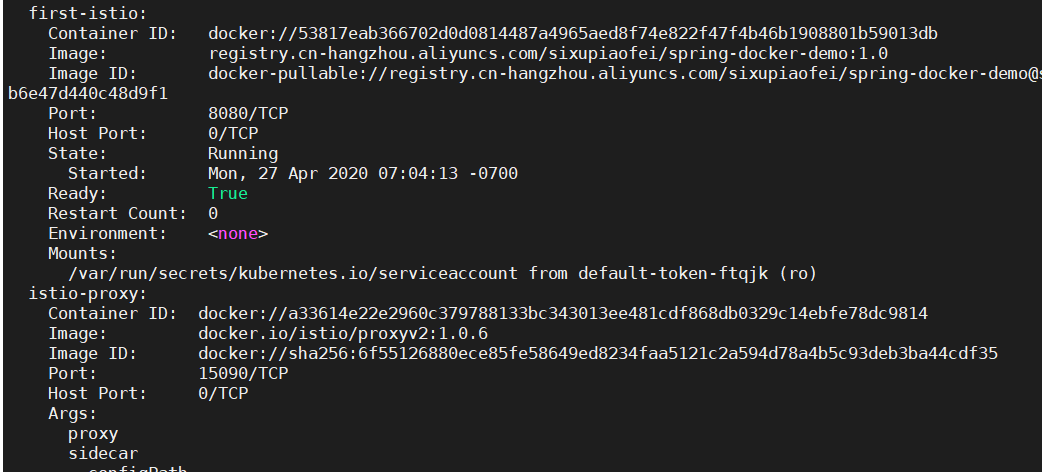 first-istio:
Container ID:   docker://53817eab366702d0d0814487a4965aed8f74e822f47f4b46b1908801b59013db
Image:          registry.cn-hangzhou.aliyuncs.com/sixupiaofei/spring-docker-demo:1.0
Image ID:       docker-pullable://registry.cn-hangzhou.aliyuncs.com/sixupiaofei/spring-docker-demo@s
b6e47d440c48d9f1
Port:           8080/TCP
Host Port:      0/TCP
State:          Running
Started:      Mon, 27 Apr 2020 07:04:13 -0700
Ready:          True
Restart Count:  0
Environment:    <none>
Mounts:
/var/run/secrets/kubernetes.io/serviceaccount from default-token-ftqjk (ro)
istio-proxy:
Container ID:  docker://a33614e22e2960c379788133bc343013ee481cdf868db0329c14ebfe78dc9814
Image:         docker.io/istio/proxyv2:1.0.6
Image ID:      docker://sha256:6f55126880ece85fe58649ed8234faa5121c2a594d78a4b5c93deb3ba44cdf35
Port:          15090/TCP
Host Port:     0/TCP
Args:
proxy
sidecar
--configPath